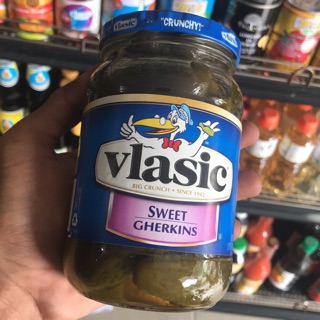 Vlasic "CRUNCHY!"
vlasic
BIG CRUNCH • SINCE 1942
SWEET
GHERKINS